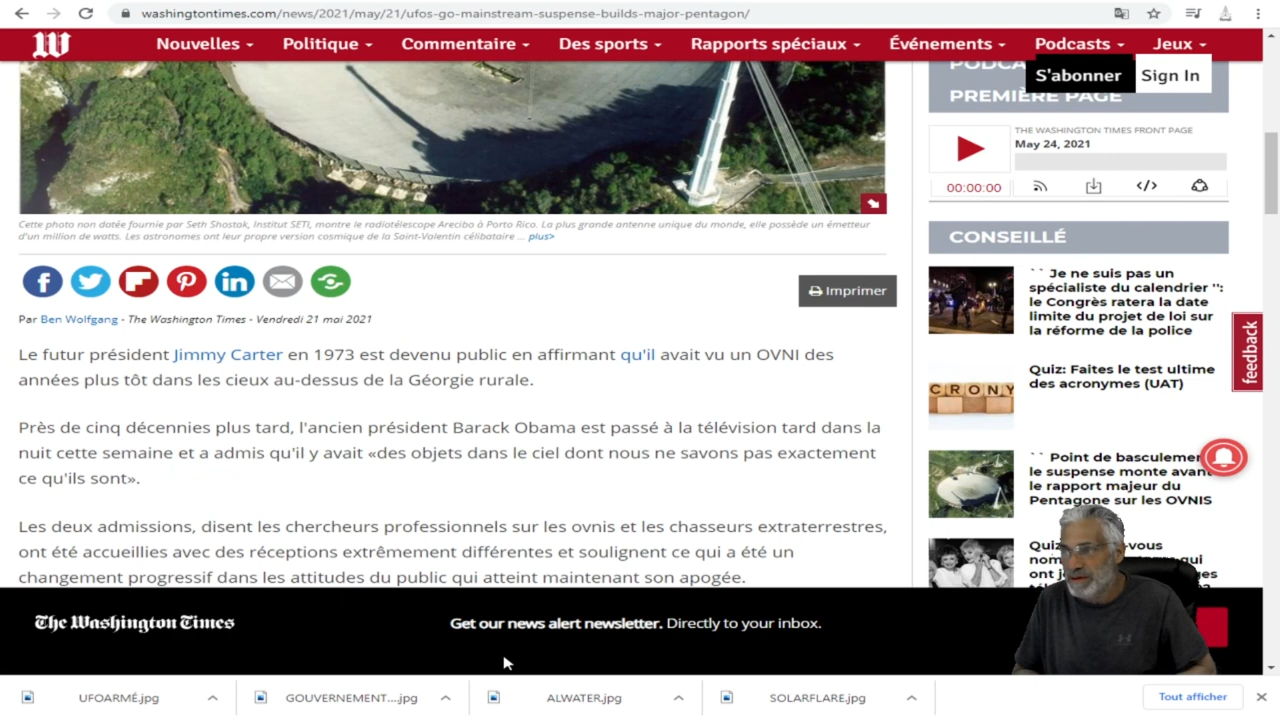 washingtontimes.com/news/2021/may/21/ufos-go-mainstream-suspense-builds-major-pentagon/
W
Nouvelles
Politique
Commentaire
Des sports
Rapports spéciaux
Événements
Podcasts
Jeux
S'abonner
Sign In
PREMIÈRE PAGE
THE WASHINGTON TIMES FRONT PAGE
May 24, 2021
00:00:00
Cette photo non datée fournie par Seth Shostak, Institut SETI, montre le radiotélescope Arecibo à Porto Rico. La plus grande antenne unique du monde, elle possède un émetteur
d'un million de watts. Les astronomes ont leur propre version cosmique de la Saint-Valentin célibataire ... plus>
Imprimer
Par Ben Wolfgang - The Washington Times - Vendredi 21 mai 2021
Le futur président Jimmy Carter en 1973 est devenu public en affirmant qu'il avait vu un OVNI des
années plus tôt dans les cieux au-dessus de la Géorgie rurale.
Près de cinq décennies plus tard, l'ancien président Barack Obama est passé à la télévision tard dans la
nuit cette semaine et a admis qu'il y avait «des objets dans le ciel dont nous ne savons pas exactement
ce qu'ils sont».
Les deux admissions, disent les chercheurs professionnels sur les ovnis et les chasseurs extraterrestres,
ont été accueillies avec des réceptions extrêmement différentes et soulignent ce qui a été un
changement progressif dans les attitudes du public qui atteint maintenant son apogée.
CONSEILLÉ
`` Je ne suis pas un
spécialiste du calendrier '':
le Congrès ratera la date
limite du projet de loi sur
la réforme de la police
CRONY
Quiz: Faites le test ultime
des acronymes (UAT)
`` Point de
le suspense monte avant
le rapport majeur du
Pentagone sur les OVNIS
feedback
The Washington Times
Get our news alert newsletter. Directly to your inbox.
UFOARMÉ.jpg
GOUVERNEMENT....jpg
ALWATER.jpg
SOLARFLARE.jpg
Tout afficher